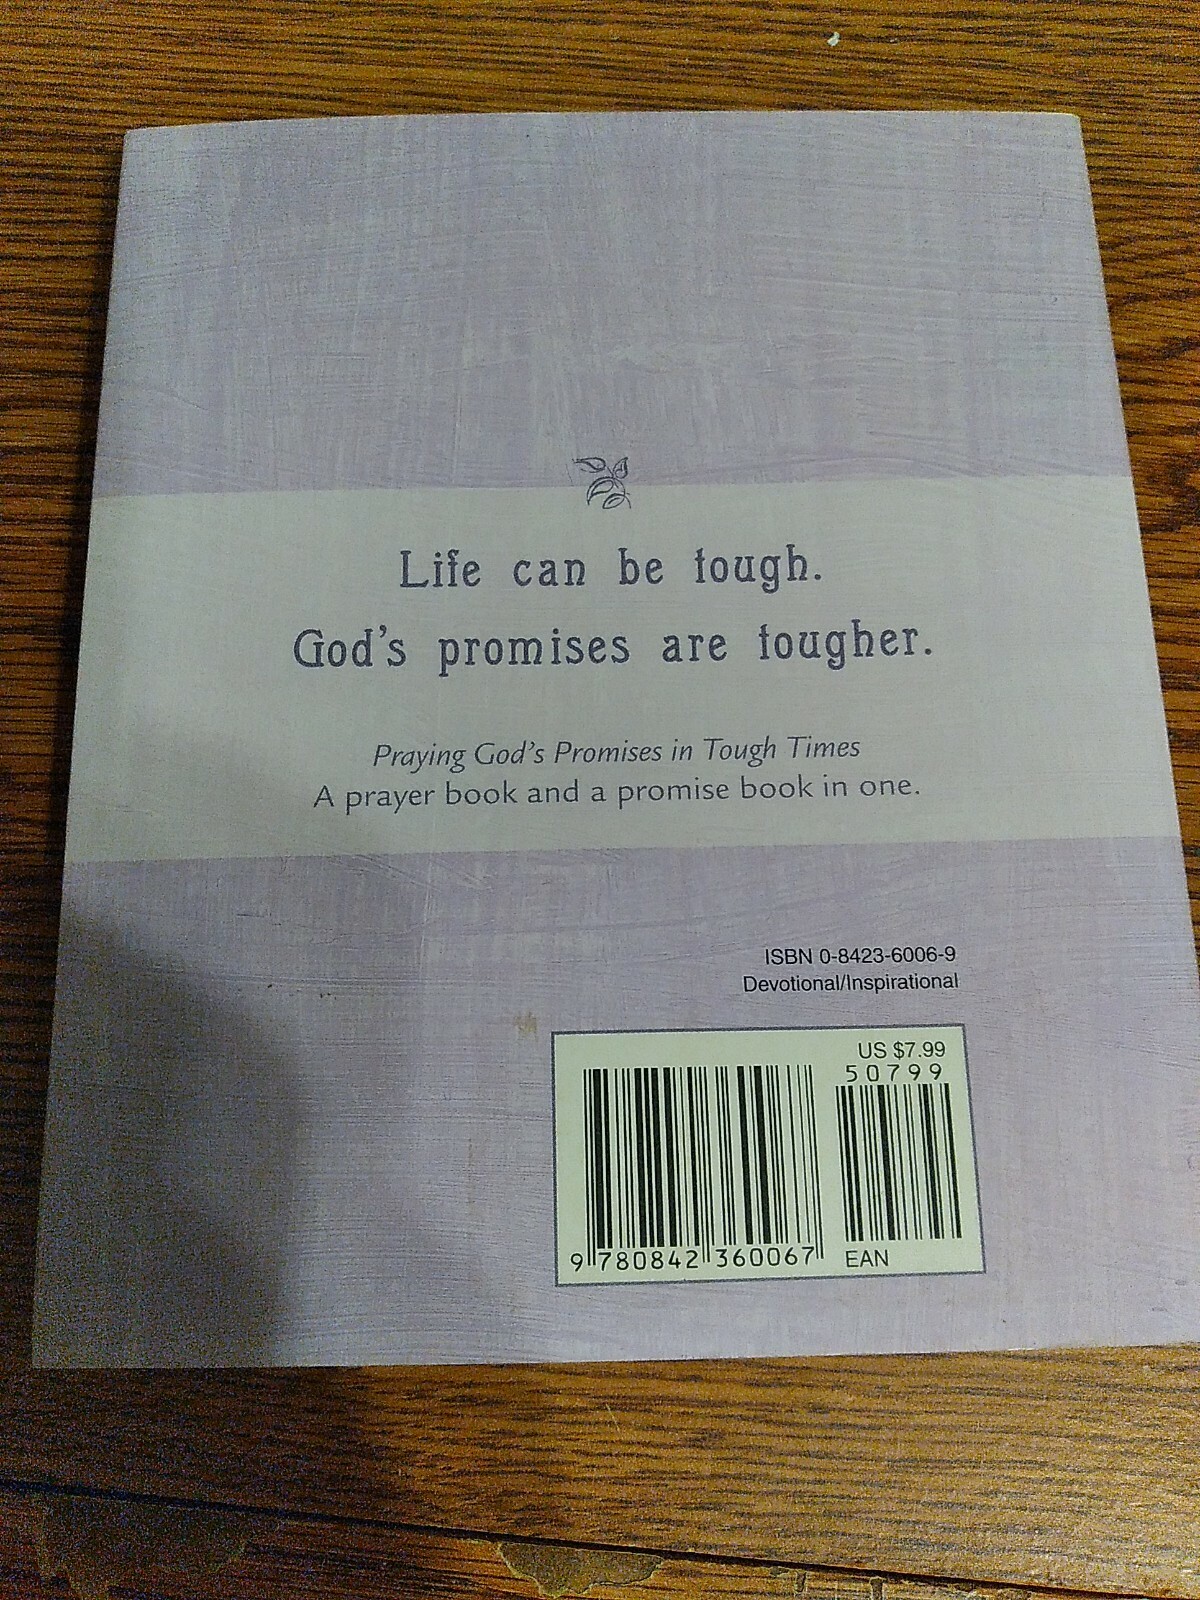 Life can be tough.
God's promises are tougher.
Praying God's Promises in Tough Times
A prayer book and a promise book in one.
ISBN 0-8423-6006-9
Devotional/Inspirational
US $7.99
50799
9 780842 360067
EAN